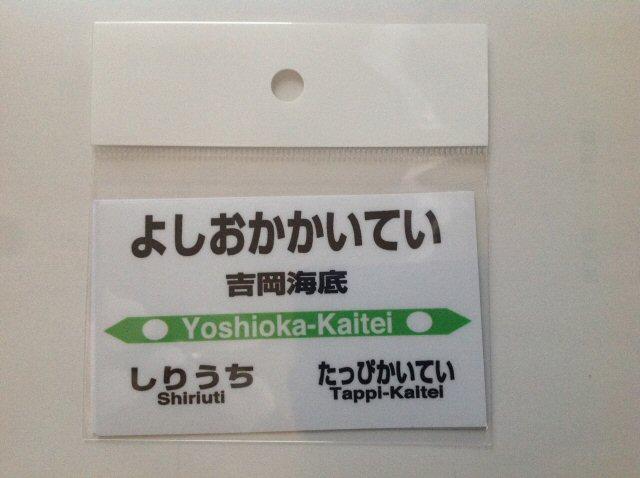 よしおかかいてい
吉岡海底
Yoshioka-Kaitei
しりうち
Shiriuti
たっぴかいてい
Tappi-Kaitei